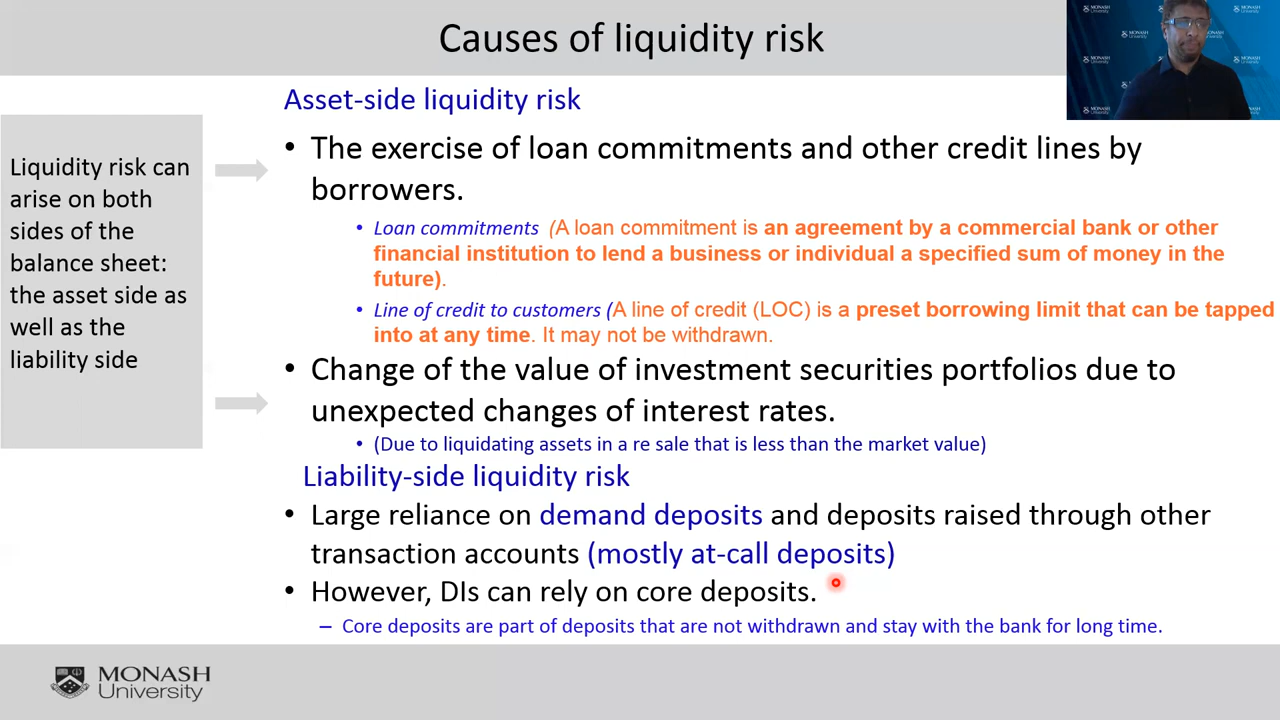 Causes of liquidity risk
MONASH
University
MONASH
University
MONASH
University
MONASH
University
Asset-side liquidity risk
Liquidity risk can
arise on both
sides of the
balance sheet:
the asset side as
well as the
liability side
• The exercise of loan commitments and other credit lines by
borrowers.
• Loan commitments (A loan commitment is an agreement by a commercial bank or other
financial institution to lend a business or individual a specified sum of money in the
future).
• Line of credit to customers (A line of credit (LOC) is a preset borrowing limit that can be tapped
into at any time. It may not be withdrawn.
• Change of the value of investment securities portfolios due to
unexpected changes of interest rates.
• (Due to liquidating assets in a re sale that is less than the market value)
Liability-side liquidity risk
• Large reliance on demand deposits and deposits raised through other
transaction accounts (mostly at-call deposits)
• However, DIs can rely on core deposits.
– Core deposits are part of deposits that are not withdrawn and stay with the bank for long time.
MONASH
University